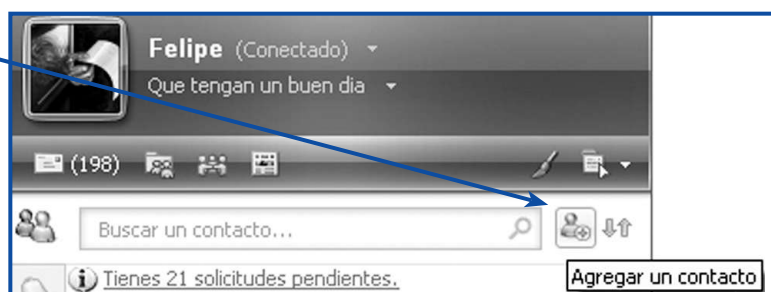 Felipe (Conectado)
Que tengan un buen dia
(198)
Buscar un contacto...
Tienes 21 solicitudes pendientes.
Agregar un contacto